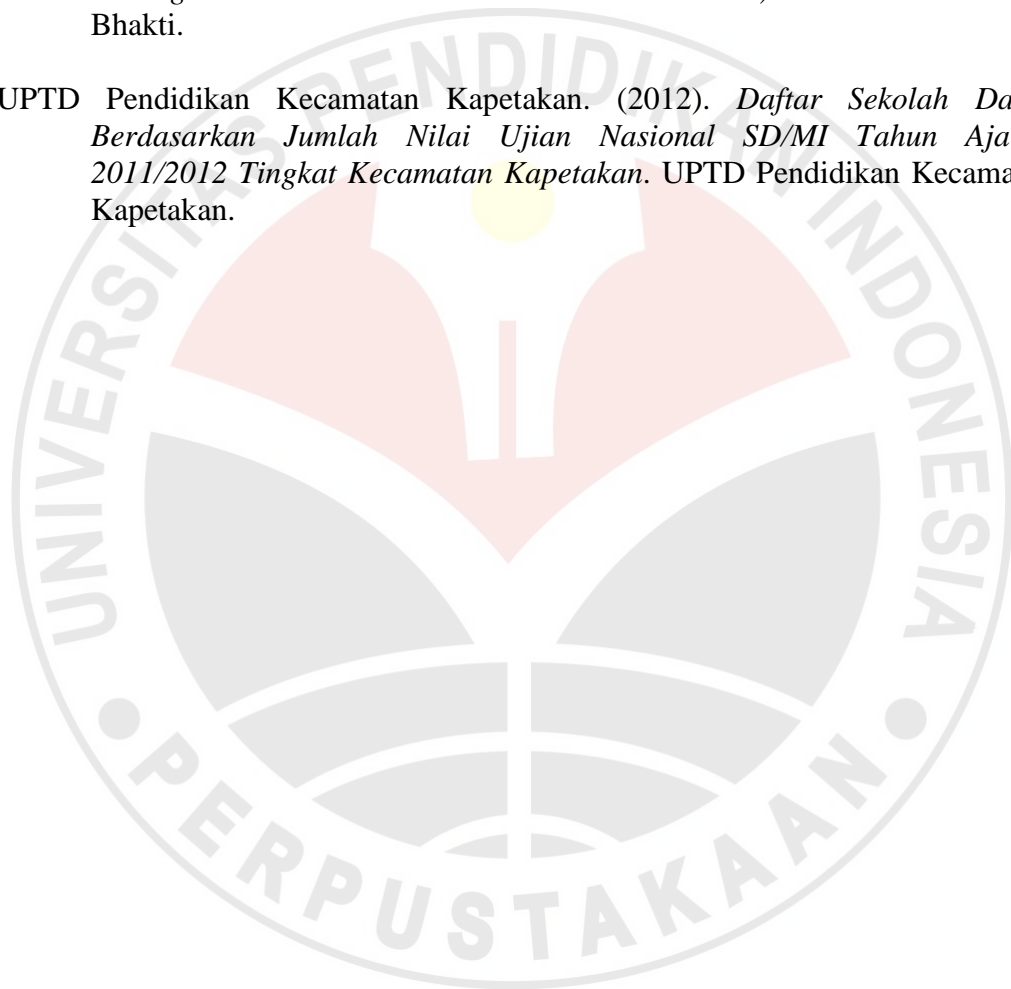 Bhakti.
UPTD Pendidikan Kecamatan Kapetakan. (2012). Daftar Sekolah Da
Berdasarkan Jumlah Nilai Ujian Nasional SD/MI Tahun Aja
2011/2012 Tingkat Kecamatan Kapetakan. UPTD Pendidikan Kecama
Kapetakan.
UNIVERSITAS PENDIDIKAN INDONESIA
PERPUSTAKAAN